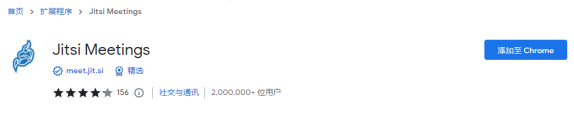 首页 > 扩展程序 > Jitsi Meetings
Jitsi Meetings
添加至 Chrome
meet.jit.si 精选
156 社交与通讯 2,000,000+ 位用户